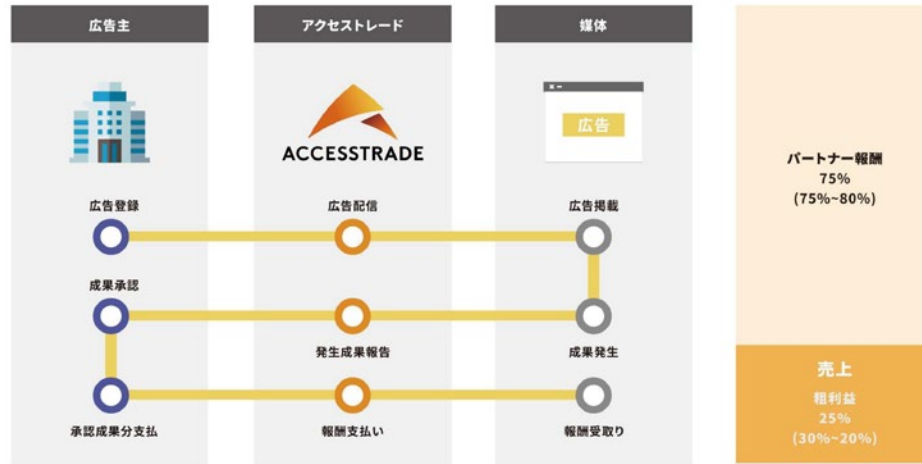 広告主
アクセストレード
媒体
広告
ACCESSTRADE
広告登録
広告配信
広告掲載
成果承認
発生成果報告
成果発生
承認成果分支払
報酬支払い
報酬受取り
パートナー報酬
75%
(75%~80%)
売上
粗利益
25%
(30%~20%)